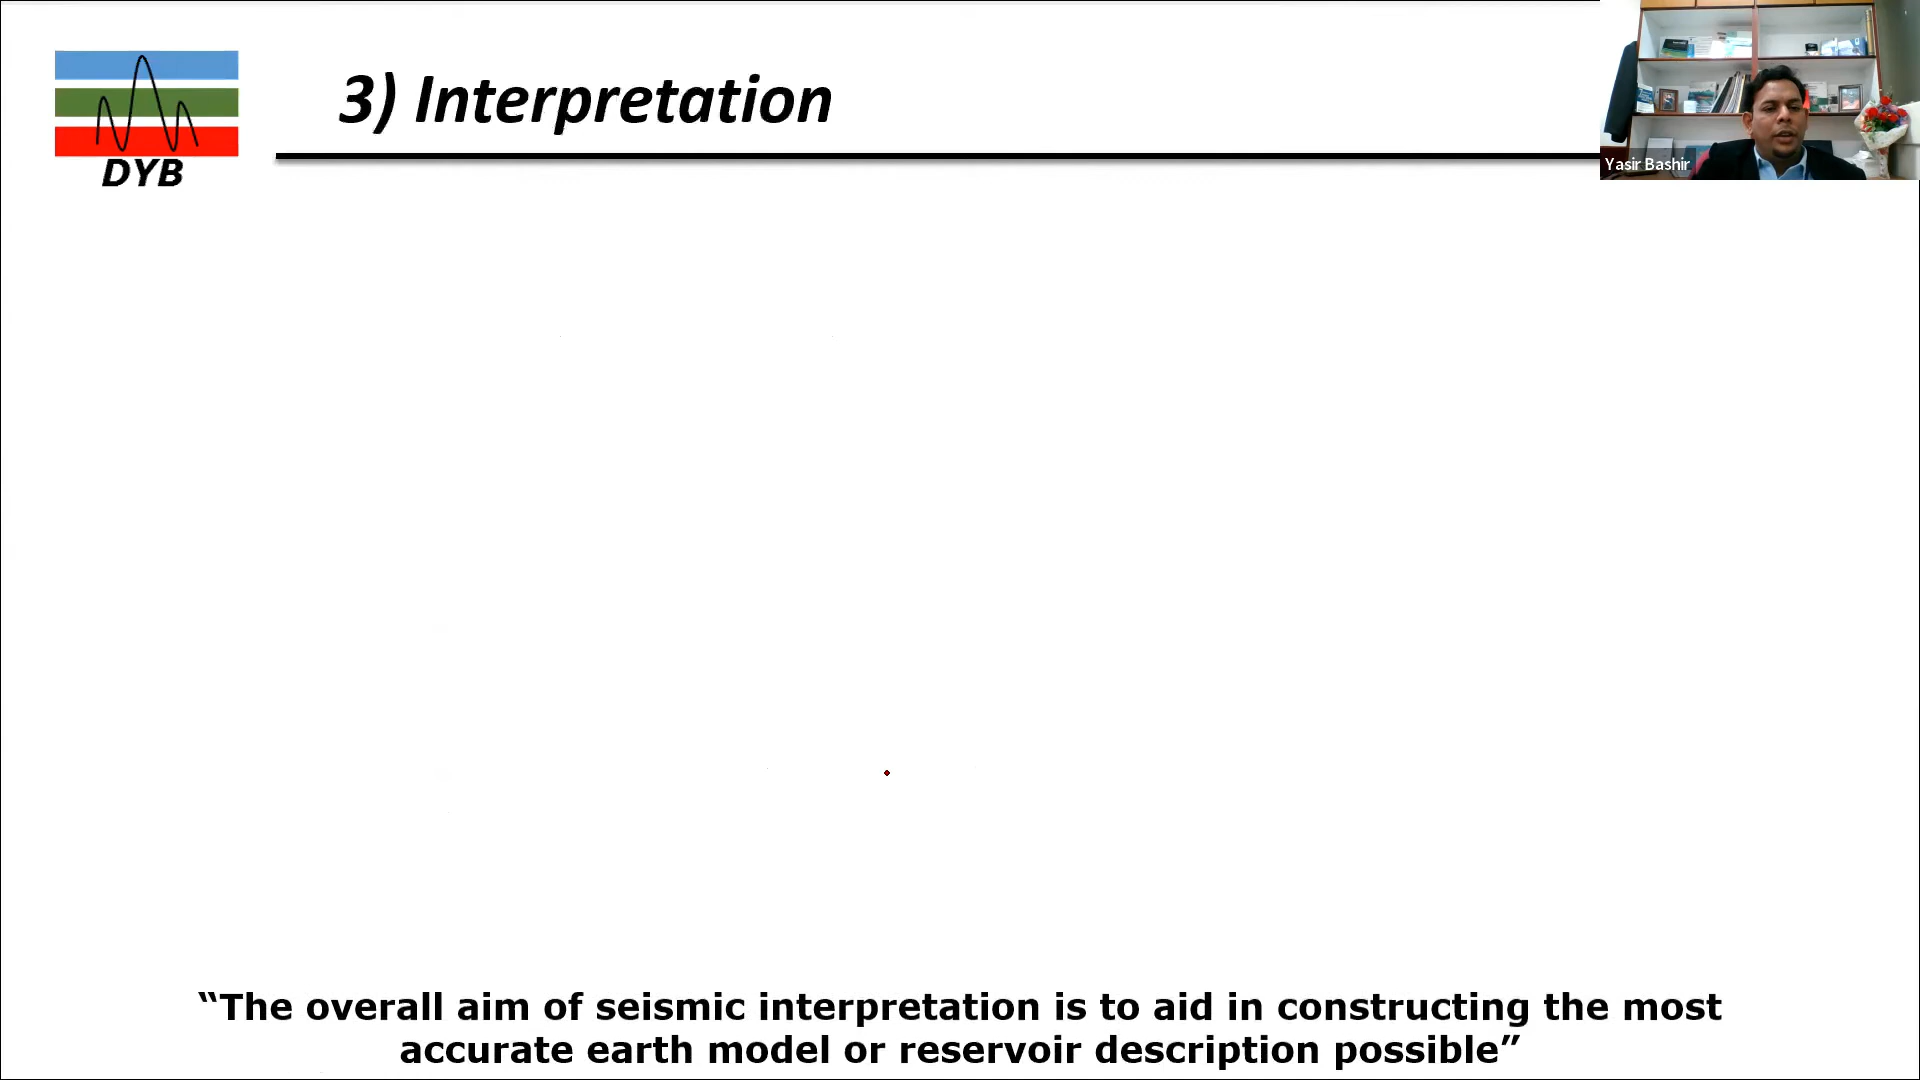 3) Interpretation
DYB
Yasir Bashir
“The overall aim of seismic interpretation is to aid in constructing the most
accurate earth model or reservoir description possible”